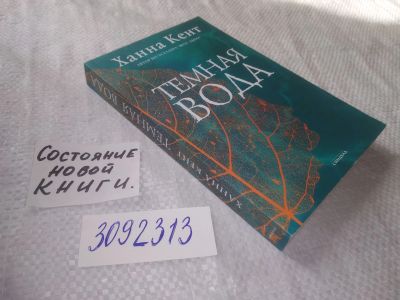 Ханна Кент
ТЕМНАЯ
ВОДА
ХАННА КЕНТ ТЕМНАЯ ВОДА
Состояние
новой
КНИГИ.
3092313